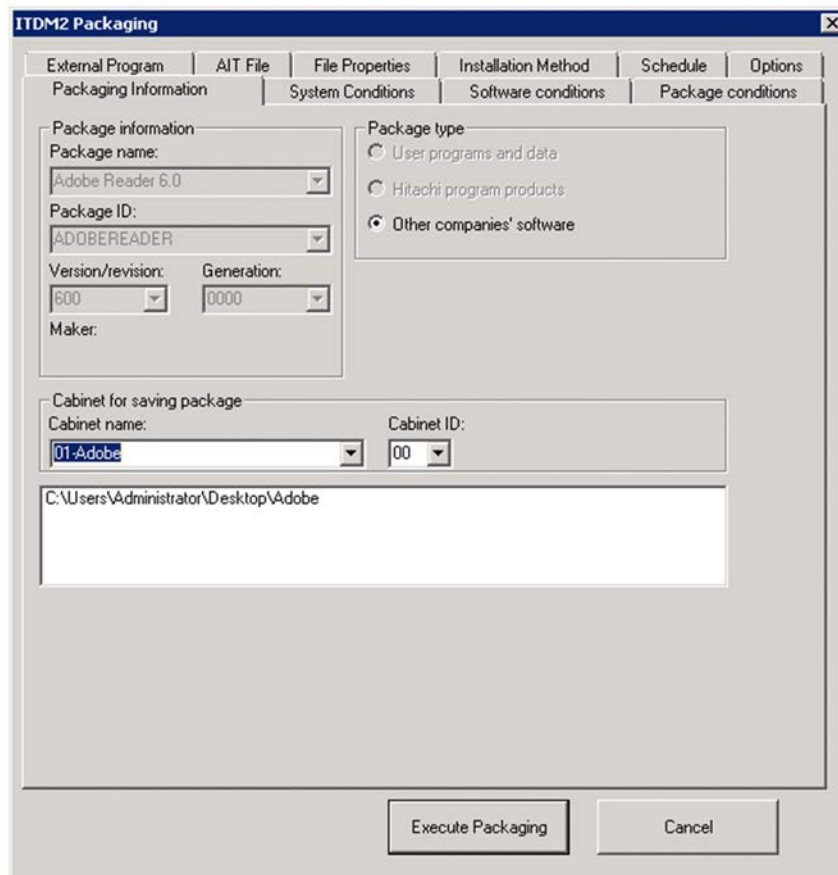 ITDM2 Packaging
External Program AIT File File Properties Installation Method Schedule Options
Packaging Information System Conditions Software conditions Package conditions
Package information
Package name:
Adobe Reader 6.0
Package ID:
ADOBEREADER
Version/revision: Generation:
600 0000
Maker:
Package type
User programs and data
Hitachi program products
Other companies' software
Cabinet for saving package
Cabinet name: Cabinet ID:
01-Adobe 00
C:\Users\Administrator\Desktop\Adobe
Execute Packaging Cancel